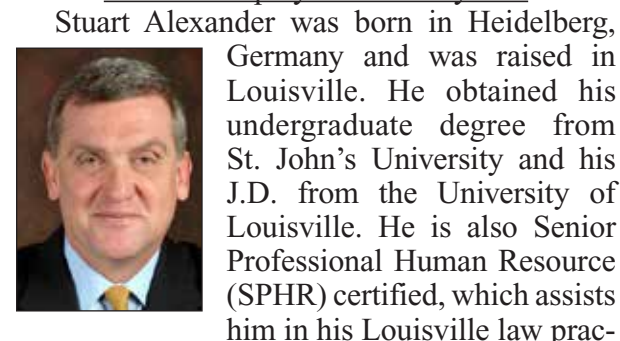 Stuart Alexander was born in Heidelberg,
Germany and was raised in
Louisville. He obtained his
undergraduate degree from
St. John’s University and his
J.D. from the University of
Louisville. He is also Senior
Professional Human Resource
(SPHR) certified, which assists
him in his Louisville law prac-